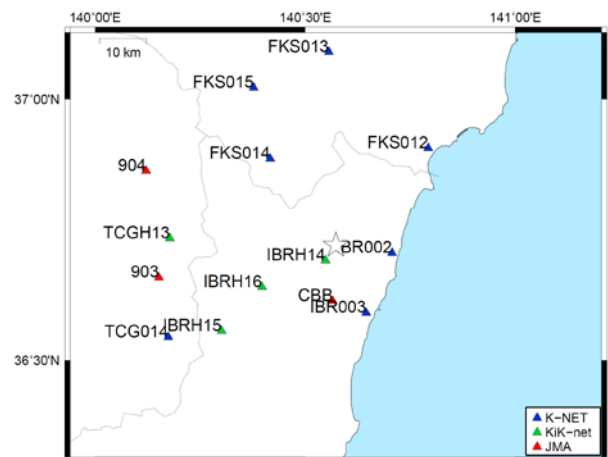 140°00'E 140°30'E 141°00'E
10 km
FKS013
FKS015
37°00'N
FKS012
FKS014
904
TCGH13
BR002
IBRH14
903
IBRH16
CBB
IBR003
TCG014
IBRH15
36°30'N
K-NET
KiK-net
JMA